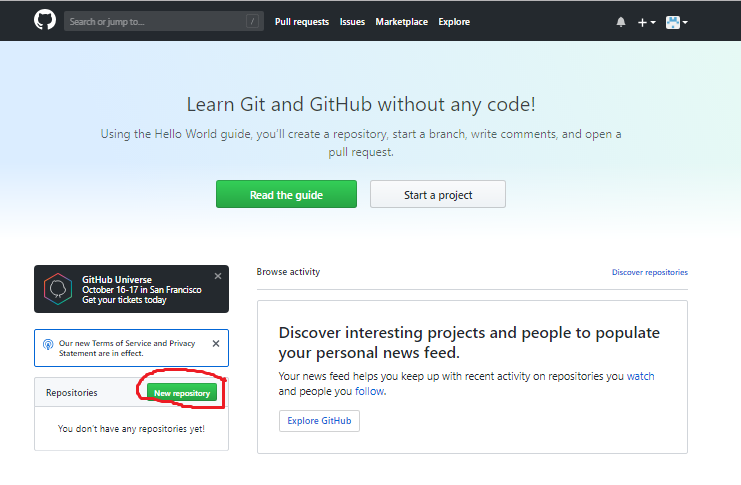 Search or jump to... /
Pull requests Issues Marketplace Explore
Learn Git and GitHub without any code!
Using the Hello World guide, you'll create a repository, start a branch, write comments, and open a
pull request.
Read the guide Start a project
GitHub Universe
October 16-17 in San Francisco
Get your tickets today
Browse activity Discover repositories
Our new Terms of Service and Privacy
Statement are in effect.
Repositories New repository
You don't have any repositories yet!
Discover interesting projects and people to populate
your personal news feed.
Your news feed helps you keep up with recent activity on repositories you watch
and people you follow.
Explore GitHub